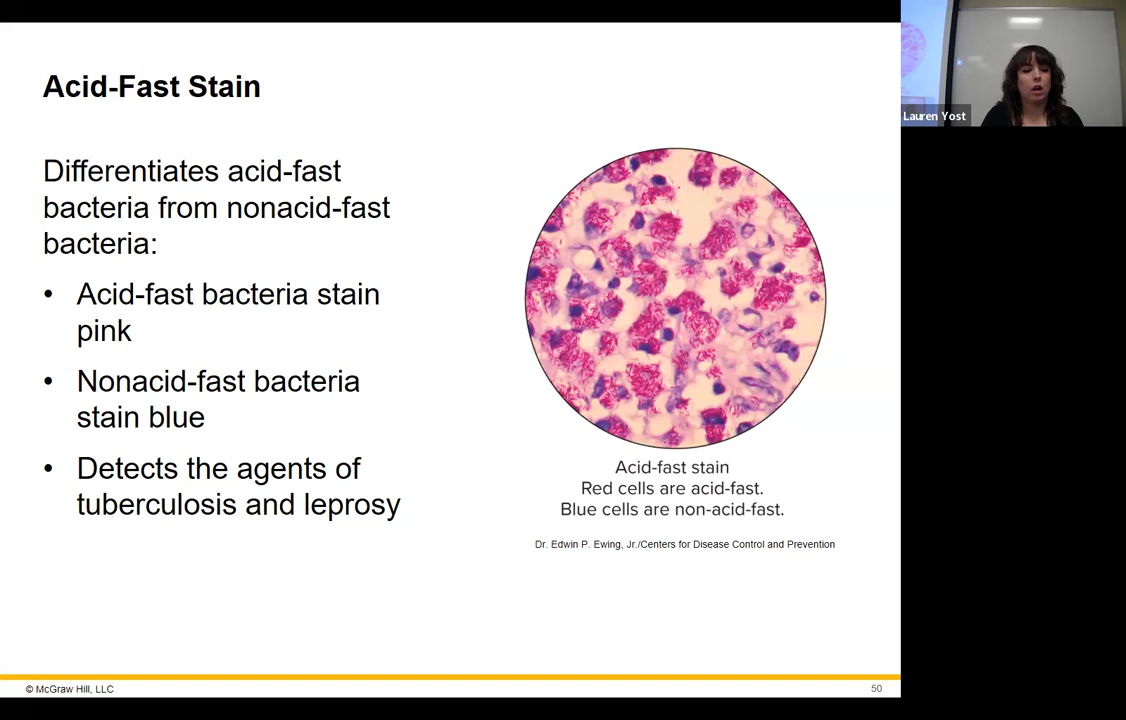 Acid-Fast Stain
Differentiates acid-fast
bacteria from nonacid-fast
bacteria:
• Acid-fast bacteria stain
pink
• Nonacid-fast bacteria
stain blue
• Detects the agents of
tuberculosis and leprosy
Acid-fast stain
Red cells are acid-fast.
Blue cells are non-acid-fast.
Dr. Edwin P. Ewing, Jr./Centers for Disease Control and Prevention
© McGraw Hill, LLC
50
Lauren Yost